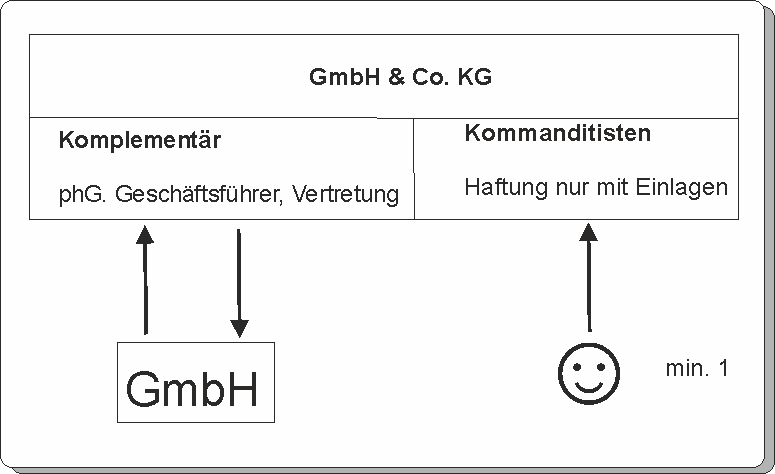 GmbH & Co. KG
Komplementär
phG. Geschäftsführer, Vertretung
Kommanditisten
Haftung nur mit Einlagen
GmbH
min. 1